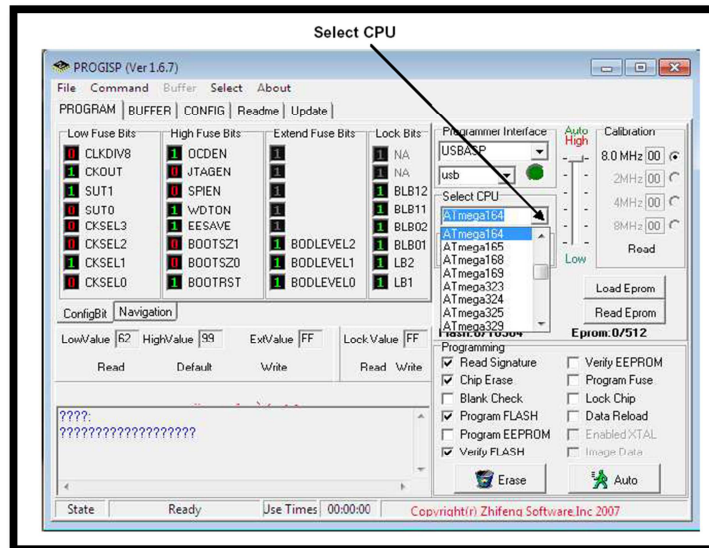 Select CPU
PROGISP (Ver 1.6.7)
File Command Buffer Select About
PROGRAM BUFFER CONFIG Readme Update
Low Fuse Bits High Fuse Bits Extend Fuse Bits Lock Bits
0 CLKDIV8 1 OCDEN 1 1 NA
1 CKOUT 0 JTAGEN 1 1 NA
1 SUT1 0 SPIEN 1 1 BLB12
0 SUT0 1 WDTON 1 1 BLB11
0 CKSEL3 1 EESAVE 1 1 BLB02
0 CKSEL2 0 BOOTSZ1 1 BODLEVEL2 1 BLB01
1 CKSEL1 0 BOOTSZ0 1 BODLEVEL1 1 LB2
0 CKSEL0 1 BOOTRST 1 BODLEVEL0 1 LB1
ConfigBit Navigation
LowValue 62 HighValue 99 ExtValue FF LockValue FF
Read Default Write Read Write
????:
???????????????????
Programmer Interface
USBASP
usb
Select CPU
ATmega164
ATmega164
ATmega165
ATmega168
ATmega169
ATmega323
ATmega324
ATmega325
ATmega329
Auto
High
Low
Calibration
8.0 MHz 00
2MHz 00
4MHz 00
8MHz 00
Read
Load Eprom
Read Eprom
Flash:0/16384 Eprom:0/512
Programming
Read Signature Verify EEPROM
Chip Erase Program Fuse
Blank Check Lock Chip
Program FLASH Data Reload
Program EEPROM Enabled XTAL
Verify FLASH Image Data
Erase Auto
State Ready Use Times 00:00:00 Copyright(r) Zhifeng Software,Inc 2007